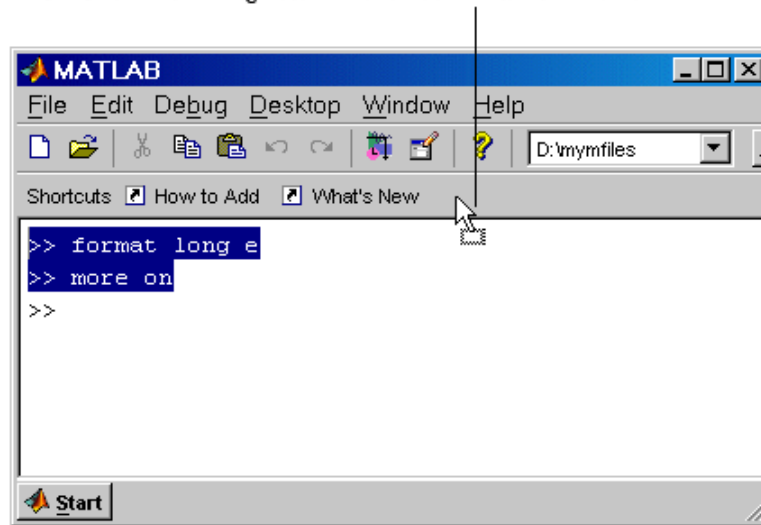 MATLAB
File Edit Debug Desktop Window Help
D:\mymfiles
Shortcuts How to Add What's New
>> format long e
>> more on
>>
Start